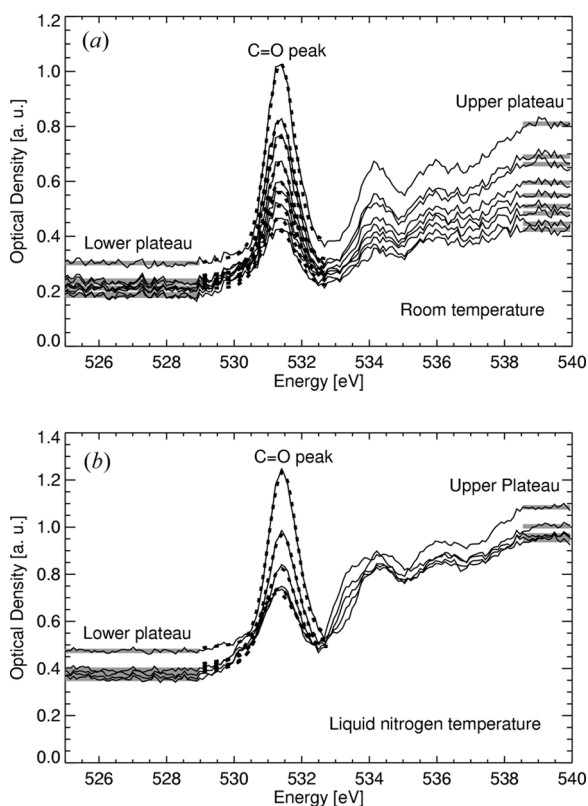 (a)
C=O peak
Upper plateau
Lower plateau
Room temperature
Optical Density [a. u.]
1.2
1.0
0.8
0.6
0.4
0.2
0.0
526 528 530 532 534 536 538 540
Energy [eV]
(b)
C=O peak
Upper Plateau
Lower plateau
Liquid nitrogen temperature
Optical Density [a. u.]
1.4
1.2
1.0
0.8
0.6
0.4
0.2
0.0
526 528 530 532 534 536 538 540
Energy [eV]